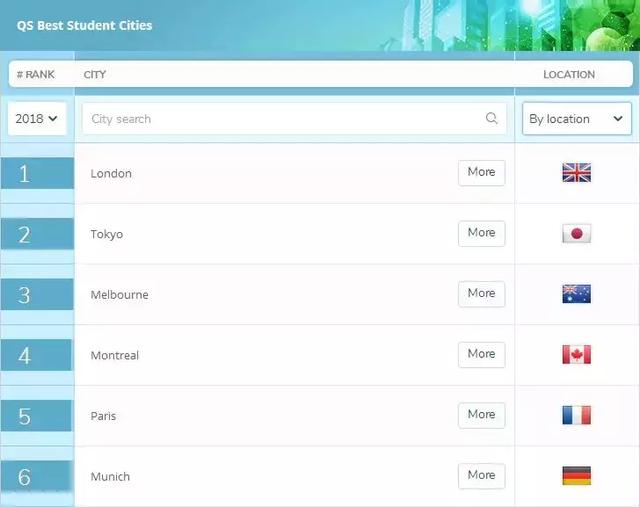 QS Best Student Cities
# RANK CITY LOCATION
2018 City search By location
1 London More
2 Tokyo More
3 Melbourne More
4 Montreal More
5 Paris More
6 Munich More